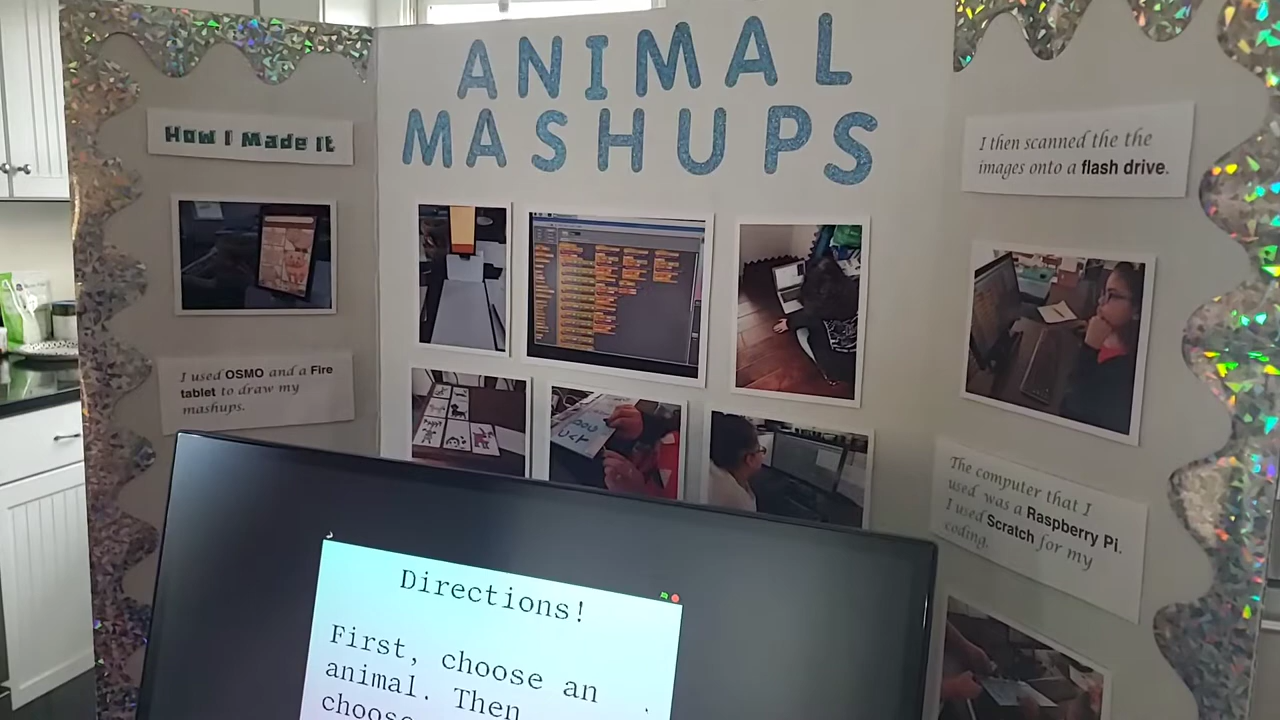 ANIMAL
MASHUPS
How I Made It
I used OSMO and a Fire
tablet to draw my
mashups.
I then scanned the the
images onto a flash drive.
The computer that I
used was a Raspberry Pi.
I used Scratch for my
coding.
Directions!
First, choose an
animal. Then
choose